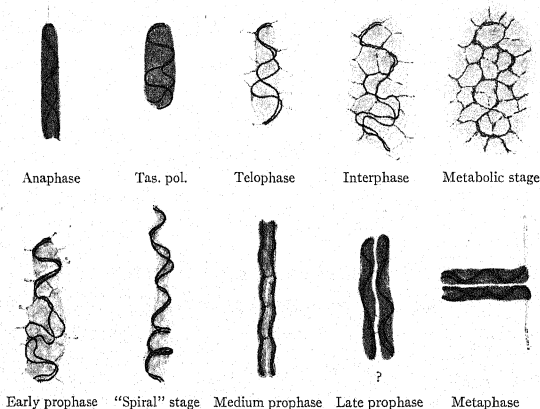 Anaphase Tas. pol. Telophase Interphase Metabolic stage
?
Early prophase “Spiral” stage Medium prophase Late prophase Metaphase